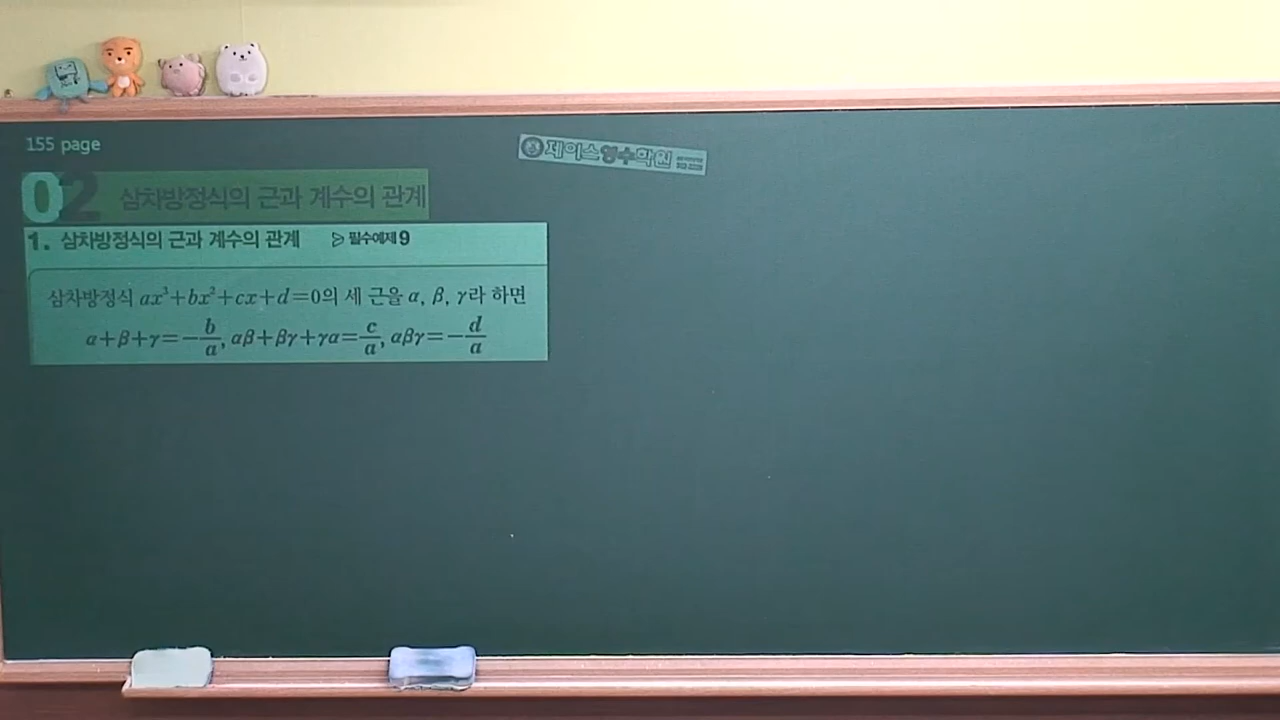 155 page
제이스영수학원
02 삼차방정식의 근과 계수의 관계
1. 삼차방정식의 근과 계수의 관계 ▷ 필수예제 9
삼차방정식 ax³+bx²+cx+d=0의 세 근을 α, β, γ라 하면
α+β+γ=-b/a, αβ+βγ+γα=c/a, αβγ=-d/a